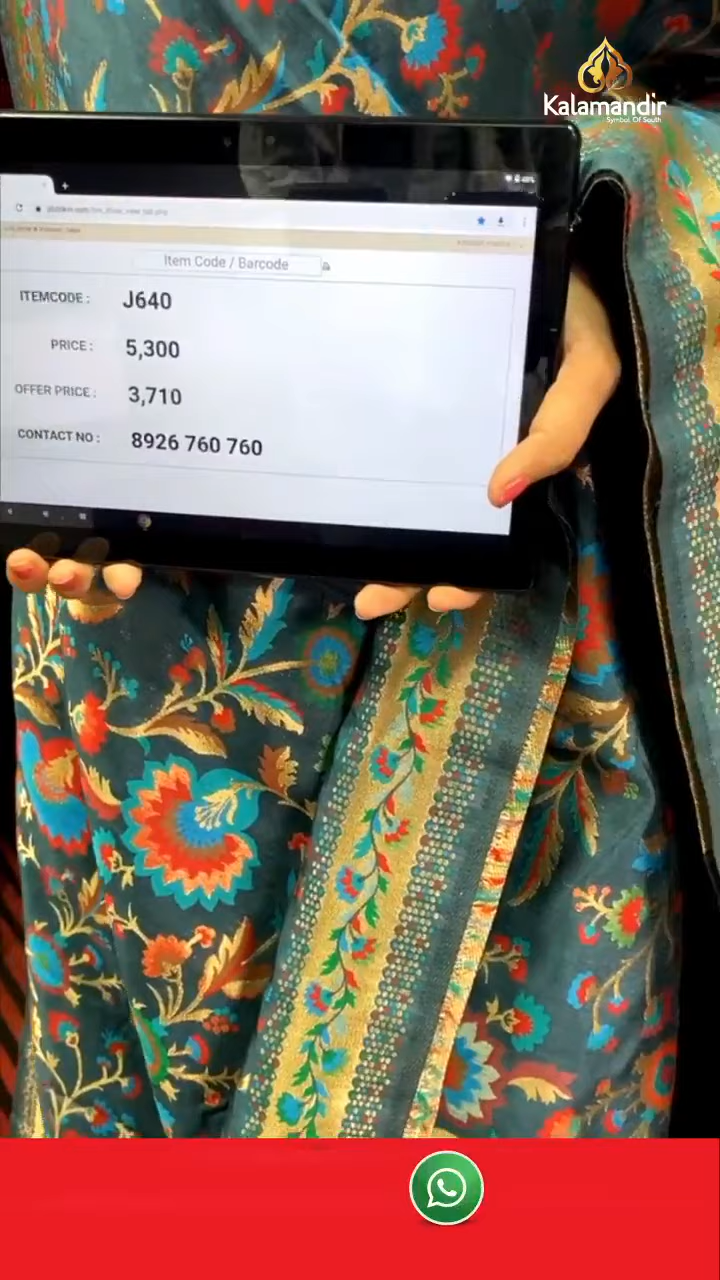 Kalamandir
Symbol Of South
Item Code / Barcode
ITEMCODE : J640
PRICE : 5,300
OFFER PRICE : 3,710
CONTACT NO : 8926 760 760